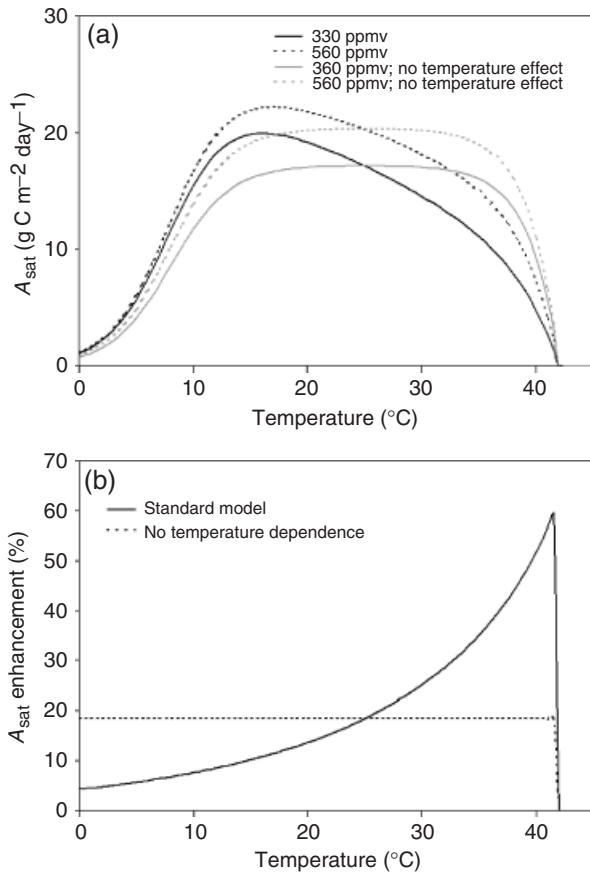 (a)
330 ppmv
560 ppmv
360 ppmv; no temperature effect
560 ppmv; no temperature effect
A sat (g C m−2 day−1)
30
20
10
0
0 10 20 30 40
Temperature (°C)
(b)
Standard model
No temperature dependence
A sat enhancement (%)
70
60
50
40
30
20
10
0
0 10 20 30 40
Temperature (°C)